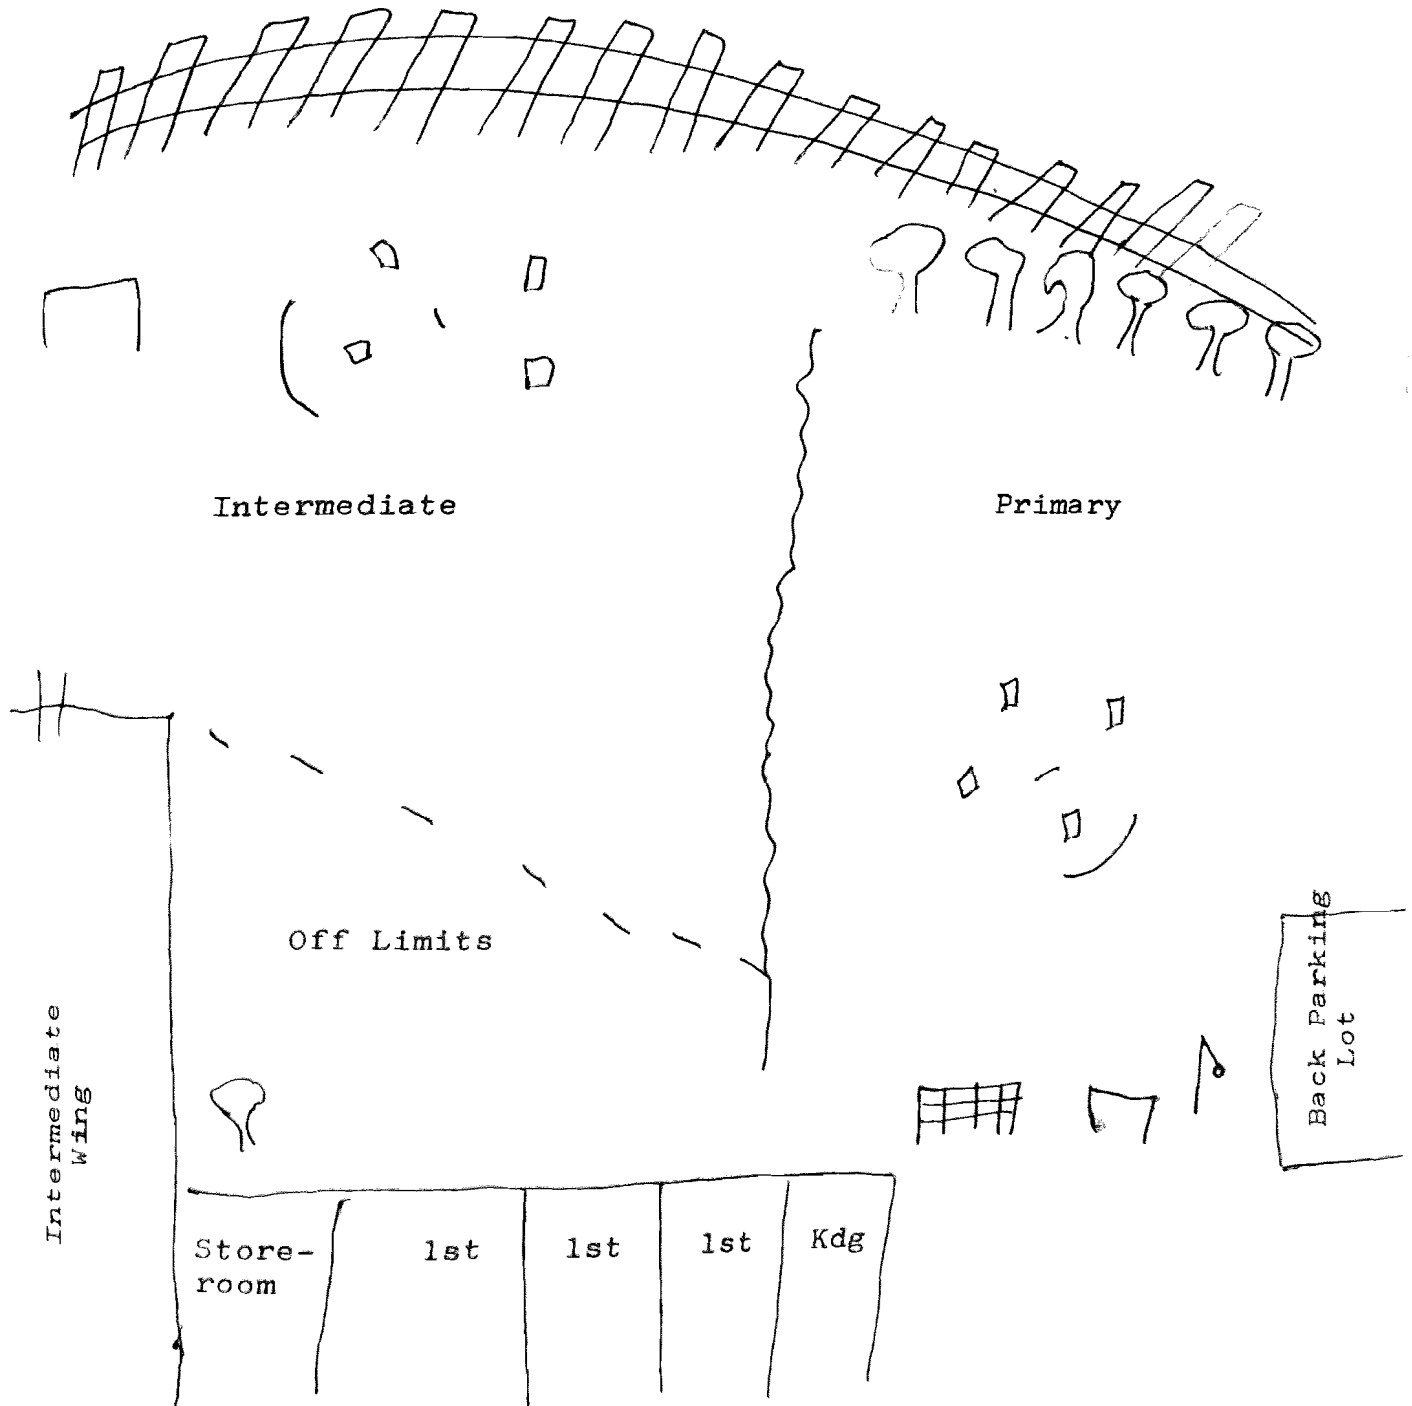 Intermediate
Primary
Off Limits
Intermediate
Wing
Back Parking
Lot
Store-
room
1st
1st
1st
Kdg